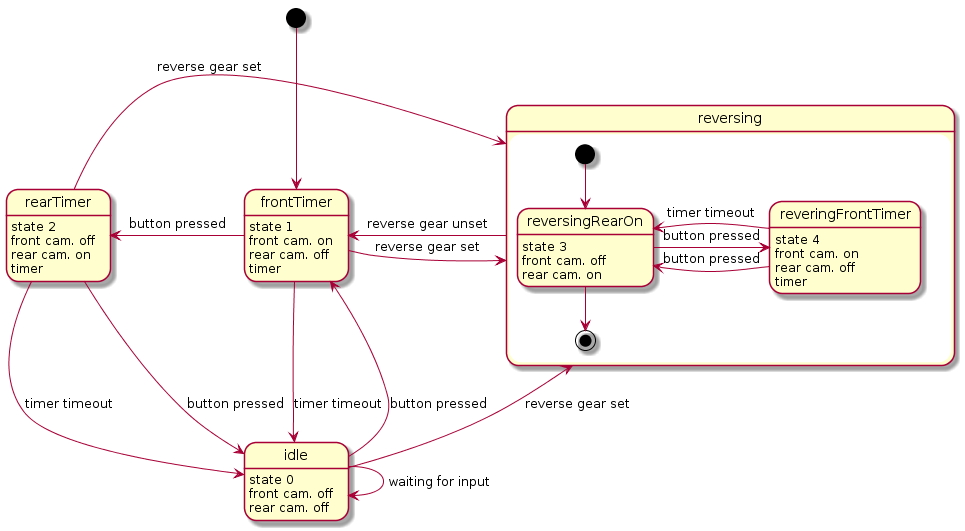 reverse gear set
reversing
rearTimer
state 2
front cam. off
rear cam. on
timer
button pressed
frontTimer
state 1
front cam. on
rear cam. off
timer
reverse gear unset
reverse gear set
reversingRearOn
state 3
front cam. off
rear cam. on
timer timeout
button pressed
button pressed
reveringFrontTimer
state 4
front cam. on
rear cam. off
timer
timer timeout
button pressed
timer timeout
button pressed
reverse gear set
idle
state 0
front cam. off
rear cam. off
waiting for input